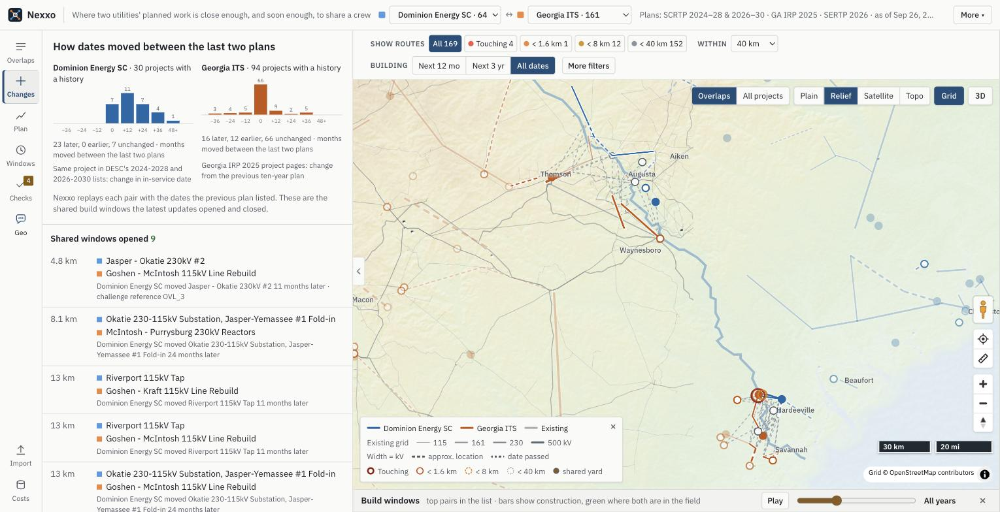 Nexxo
Where two utilities' planned work is close enough, and soon enough, to share a crew
Dominion Energy SC · 64
↔
Georgia ITS · 161
Plans: SCRTP 2024–28 & 2026–30 · GA IRP 2025 · SERTP 2026 · as of Sep 26, 2...
More
Overlaps
Changes
Plan
Windows
4
Checks
Geo
Import
Costs
How dates moved between the last two plans
Dominion Energy SC · 30 projects with
a history
7
11
7
4
1
−36 −24 −12 0 +12 +24 +36 48+
23 later, 0 earlier, 7 unchanged · months
moved between the last two plans
Same project in DESC's 2024-2028 and
2026-2030 lists: change in in-service date
Georgia ITS · 94 projects with a history
3
4
5
66
9
2
5
−36 −24 −12 0 +12 +24 +36 48+
16 later, 12 earlier, 66 unchanged · months
moved between the last two plans
Georgia IRP 2025 project pages: change
from the previous ten-year plan
Nexxo replays each pair with the dates the previous plan listed. These are the
shared build windows the latest updates opened and closed.
Shared windows opened 9
4.8 km
Jasper - Okatie 230kV #2
Goshen - McIntosh 115kV Line Rebuild
Dominion Energy SC moved Jasper - Okatie 230kV #2 11 months later ·
challenge reference OVL_3
8.1 km
Okatie 230-115kV Substation, Jasper-Yemassee #1 Fold-in
McIntosh - Purrysburg 230kV Reactors
Dominion Energy SC moved Okatie 230-115kV Substation, Jasper-
Yemassee #1 Fold-in 24 months later
13 km
Riverport 115kV Tap
Goshen - Kraft 115kV Line Rebuild
Dominion Energy SC moved Riverport 115kV Tap 11 months later
13 km
Riverport 115kV Tap
Goshen - McIntosh 115kV Line Rebuild
Dominion Energy SC moved Riverport 115kV Tap 11 months later
13 km
Okatie 230-115kV Substation, Jasper-Yemassee #1 Fold-in
Goshen - McIntosh 115kV Line Rebuild
Dominion Energy SC moved Okatie 230-115kV Substation, Jasper-
Yemassee #1 Fold-in 24 months later
SHOW ROUTES
All 169
Touching 4
< 1.6 km 1
< 8 km 12
< 40 km 152
WITHIN
40 km
BUILDING
Next 12 mo
Next 3 yr
All dates
More filters
Overlaps
All projects
Plain
Relief
Satellite
Topo
Grid
3D
Aiken
Thomson
Augusta
Waynesboro
Macon
Beaufort
Hardeeville
Savannah
Dominion Energy SC
Georgia ITS
Existing
×
Existing grid
115
161
230
500 kV
Width = kV
approx. location
date passed
Touching
< 1.6 km
< 8 km
< 40 km
shared yard
30 km
20 mi
Grid © OpenStreetMap contributors
Build windows
top pairs in the list · bars show construction, green where both are in the field
Play
All years
×